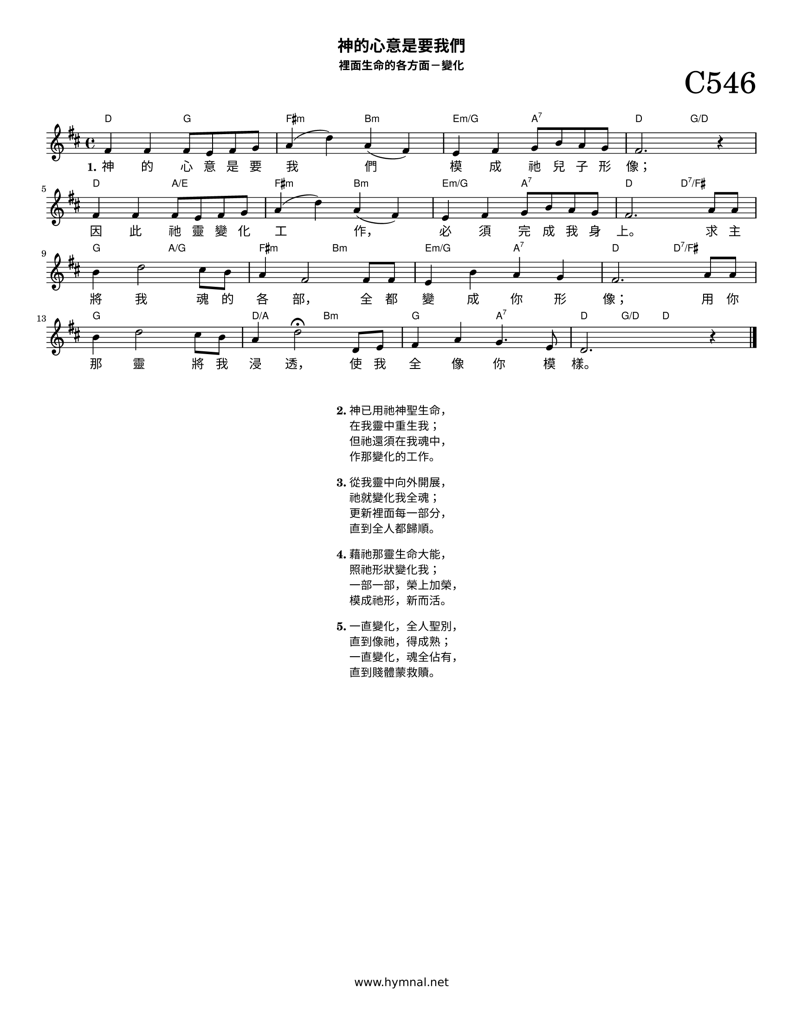 神的心意是要我們
裡面生命的各方面－變化
C546
D G F♯m Bm Em/G A7 D G/D
1. 神 的 心 意 是 要 我 們 模 成 祂 兒 子 形 像；
5 D A/E F♯m Bm Em/G A7 D D7/F♯
因 此 祂 靈 變 化 工 作， 必 須 完 成 我 身 上。 求 主
9 G A/G F♯m Bm Em/G A7 D D7/F♯
將 我 魂 的 各 部， 全 都 變 成 你 形 像； 用 你
13 G D/A Bm G A7 D G/D D
那 靈 將 我 浸 透， 使 我 全 像 你 模 樣。
2. 神已用祂神聖生命，
在我靈中重生我；
但祂還須在我魂中，
作那變化的工作。
3. 從我靈中向外開展，
祂就變化我全魂；
更新裡面每一部分，
直到全人都歸順。
4. 藉祂那靈生命大能，
照祂形狀變化我；
一部一部，榮上加榮，
模成祂形，新而活。
5. 一直變化，全人聖別，
直到像祂，得成熟；
一直變化，魂全佔有，
直到賤體蒙救贖。
www.hymnal.net